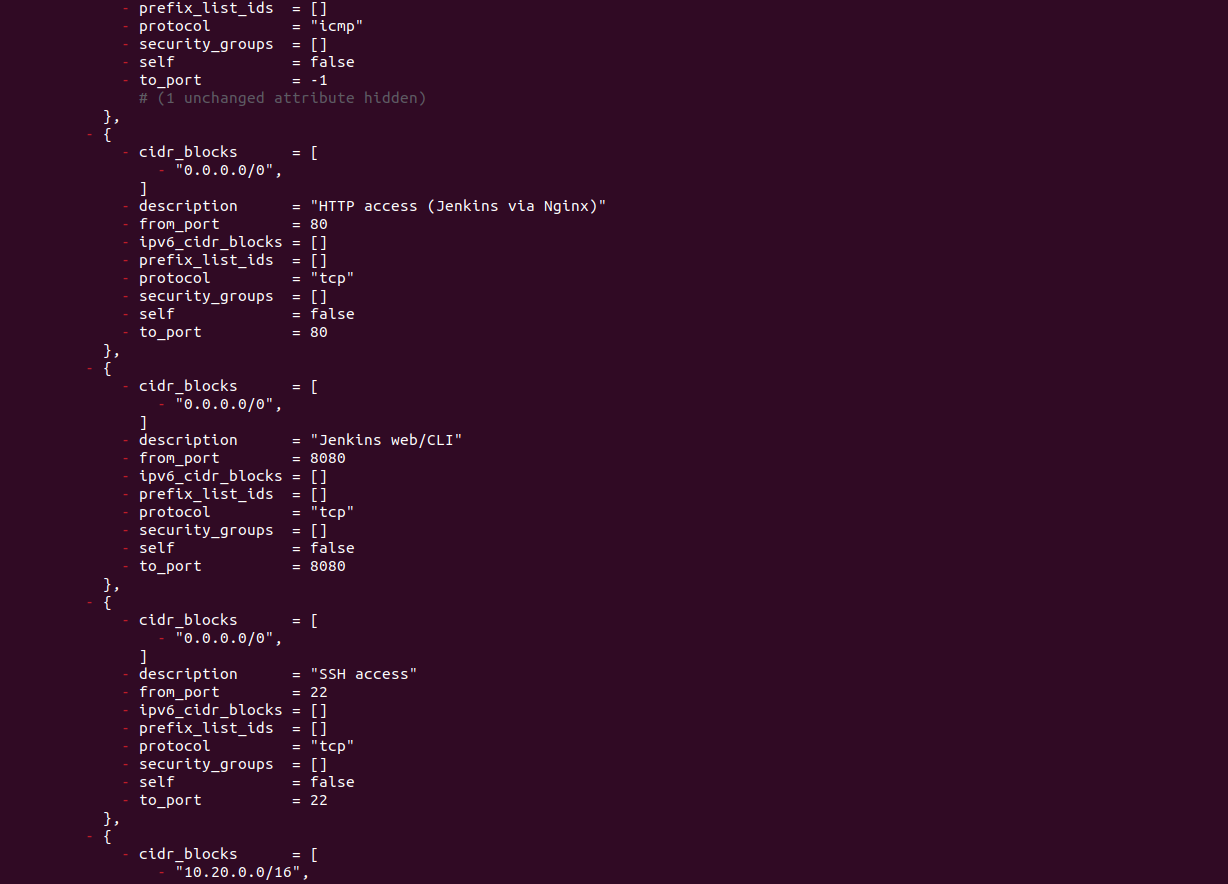 - prefix_list_ids  = []
- protocol         = "icmp"
- security_groups  = []
- self             = false
- to_port          = -1
# (1 unchanged attribute hidden)
},
- {
- cidr_blocks      = [
- "0.0.0.0/0",
]
- description      = "HTTP access (Jenkins via Nginx)"
- from_port        = 80
- ipv6_cidr_blocks = []
- prefix_list_ids  = []
- protocol         = "tcp"
- security_groups  = []
- self             = false
- to_port          = 80
},
- {
- cidr_blocks      = [
- "0.0.0.0/0",
]
- description      = "Jenkins web/CLI"
- from_port        = 8080
- ipv6_cidr_blocks = []
- prefix_list_ids  = []
- protocol         = "tcp"
- security_groups  = []
- self             = false
- to_port          = 8080
},
- {
- cidr_blocks      = [
- "0.0.0.0/0",
]
- description      = "SSH access"
- from_port        = 22
- ipv6_cidr_blocks = []
- prefix_list_ids  = []
- protocol         = "tcp"
- security_groups  = []
- self             = false
- to_port          = 22
},
- {
- cidr_blocks      = [
- "10.20.0.0/16",